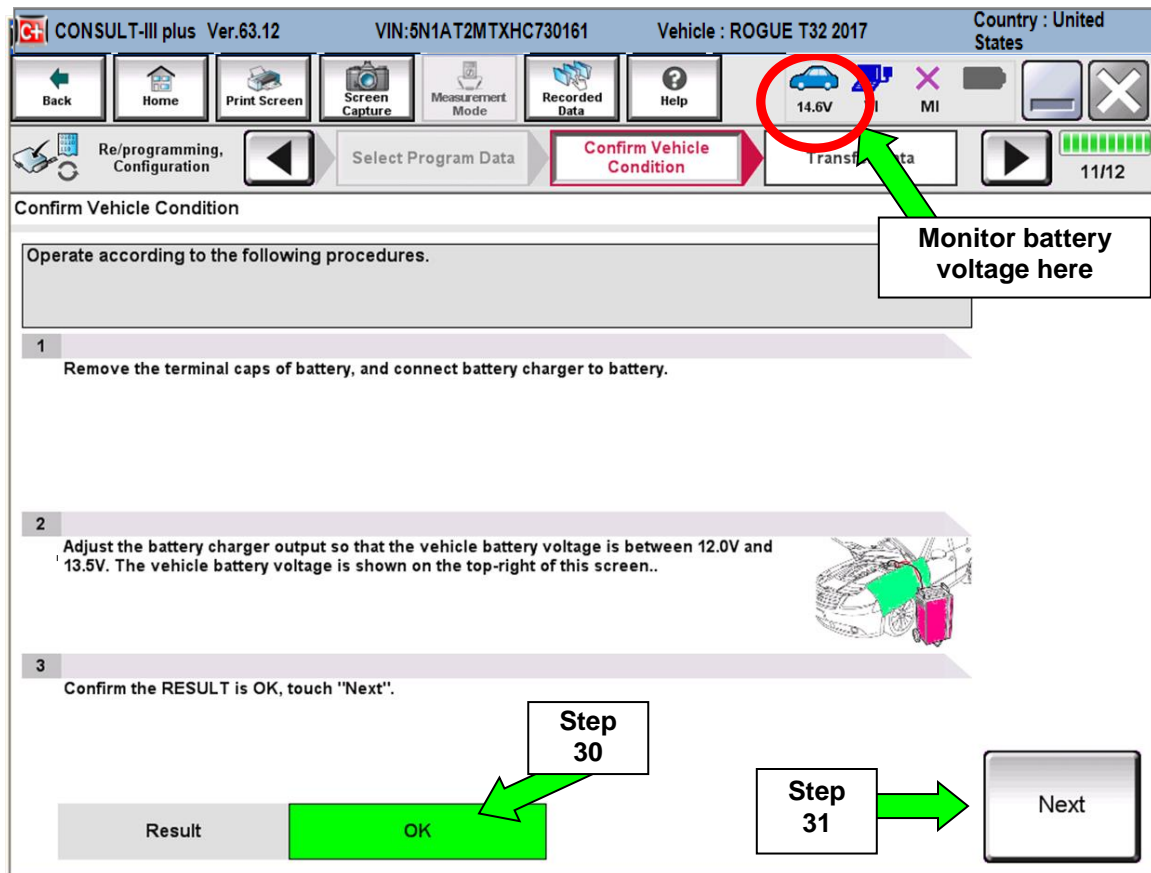 C+ CONSULT-III plus Ver.63.12 VIN:5N1AT2MTXHC730161 Vehicle : ROGUE T32 2017 Country : United
States
Back Home Print Screen Screen
Capture Measurement
Mode Recorded
Data Help 14.6V MI
Re/programming,
Configuration Select Program Data Confirm Vehicle
Condition 11/12
Confirm Vehicle Condition
Monitor battery
voltage here
Operate according to the following procedures.
1
Remove the terminal caps of battery, and connect battery charger to battery.
2
Adjust the battery charger output so that the vehicle battery voltage is between 12.0V and
13.5V. The vehicle battery voltage is shown on the top-right of this screen..
3
Confirm the RESULT is OK, touch "Next".
Step
30
Step
31
Next
Result OK